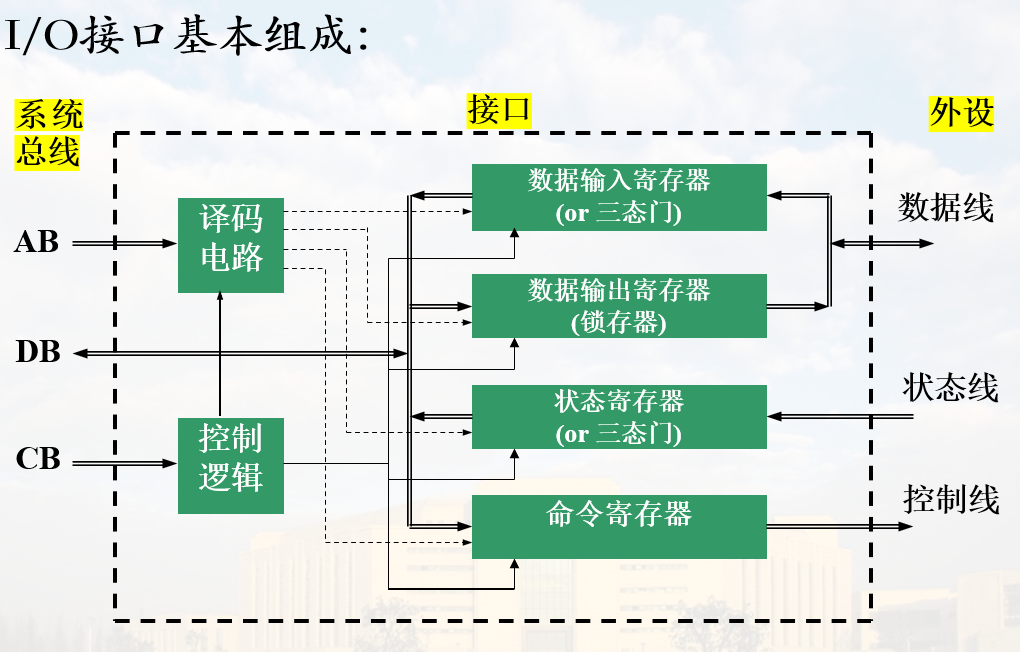 I/O接口基本组成：
系统
总线
接口
外设
数据输入寄存器
(or 三态门)
数据线
译码
电路
AB
数据输出寄存器
(锁存器)
DB
状态寄存器
(or 三态门)
状态线
控制
逻辑
CB
命令寄存器
控制线